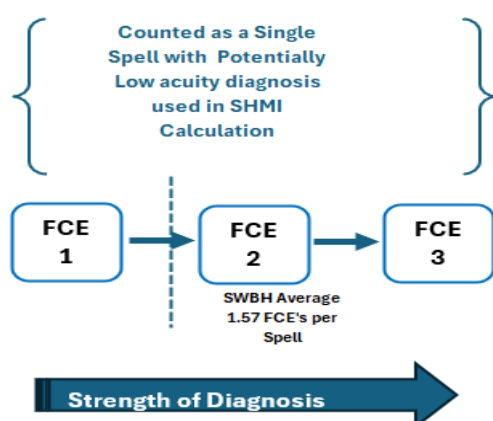 Counted as a Single
Spell with Potentially
Low acuity diagnosis
used in SHMI
Calculation
FCE
1
FCE
2
FCE
3
SWBH Average
1.57 FCE's per
Spell
Strength of Diagnosis